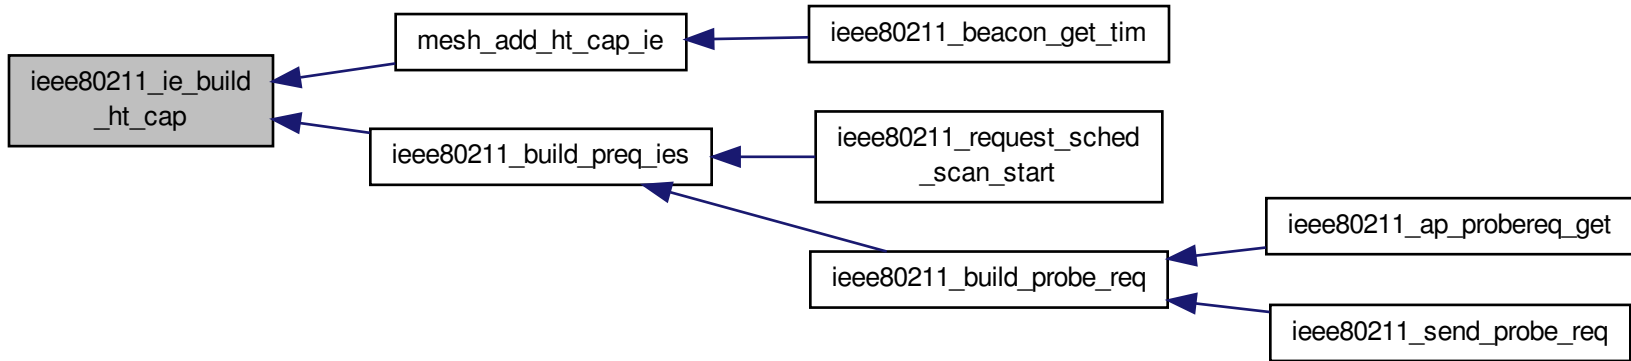 ieee80211_ie_build
_ht_cap
mesh_add_ht_cap_ie
ieee80211_beacon_get_tim
ieee80211_build_preq_ies
ieee80211_request_sched
_scan_start
ieee80211_build_probe_req
ieee80211_ap_probereq_get
ieee80211_send_probe_req